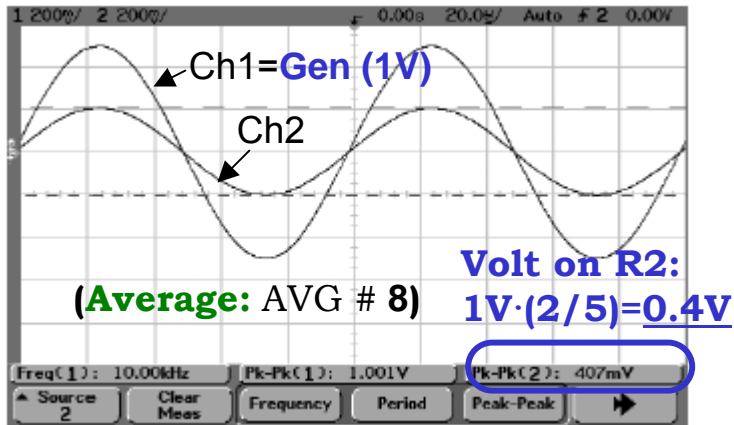 1 200℧/ 2 200℧/ 0.00s 20.0㎲/ Auto 2 0.00V
Ch1=Gen (1V)
Ch2
Volt on R2:
(Average: AVG # 8) 1V·(2/5)=0.4V
Freq(1): 10.00kHz Pk-Pk(1): 1.001V Pk-Pk(2): 407mV
Source 2 Clear Meas Frequency Period Peak-Peak